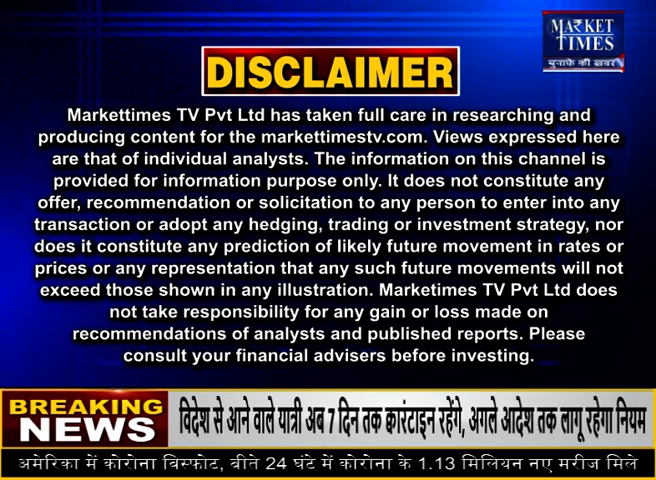 MARKET
TIMES
मुनाफे की खबर
DISCLAIMER
Markettimes TV Pvt Ltd has taken full care in researching and
producing content for the markettimestv.com. Views expressed here
are that of individual analysts. The information on this channel is
provided for information purpose only. It does not constitute any
offer, recommendation or solicitation to any person to enter into any
transaction or adopt any hedging, trading or investment strategy, nor
does it constitute any prediction of likely future movement in rates or
prices or any representation that any such future movements will not
exceed those shown in any illustration. Marketimes TV Pvt Ltd does
not take responsibility for any gain or loss made on
recommendations of analysts and published reports. Please
consult your financial advisers before investing.
BREAKING
NEWS
विदेश से आने वाले यात्री अब 7 दिन तक क्वारंटाइन रहेंगे, अगले आदेश तक लागू रहेगा नियम
अमेरिका में कोरोना विस्फोट, बीते 24 घंटे में कोरोना के 1.13 मिलियन नए मरीज मिले